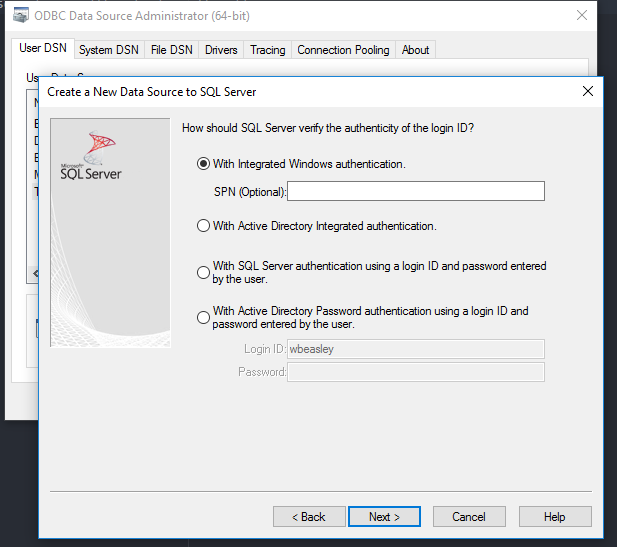 ODBC Data Source Administrator (64-bit)
User DSN System DSN File DSN Drivers Tracing Connection Pooling About
Create a New Data Source to SQL Server
Microsoft
SQL Server
How should SQL Server verify the authenticity of the login ID?
With Integrated Windows authentication.
SPN (Optional):
With Active Directory Integrated authentication.
With SQL Server authentication using a login ID and password entered
by the user.
With Active Directory Password authentication using a login ID and
password entered by the user.
Login ID: wbeasley
Password:
< Back Next > Cancel Help